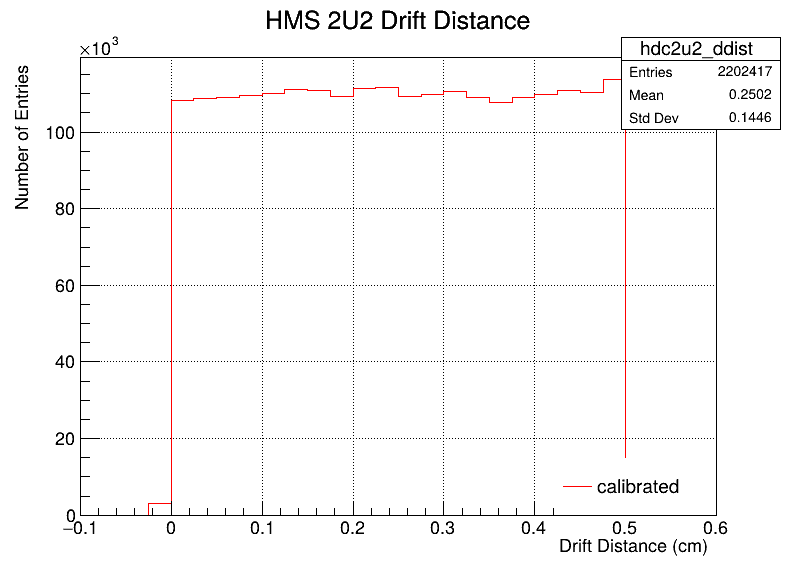 HMS 2U2 Drift Distance
×10³
hdc2u2_ddist
Entries 2202417
Mean 0.2502
Std Dev 0.1446
Number of Entries
100
80
60
40
20
0
calibrated
−0.1 0 0.1 0.2 0.3 0.4 0.5 0.6
Drift Distance (cm)